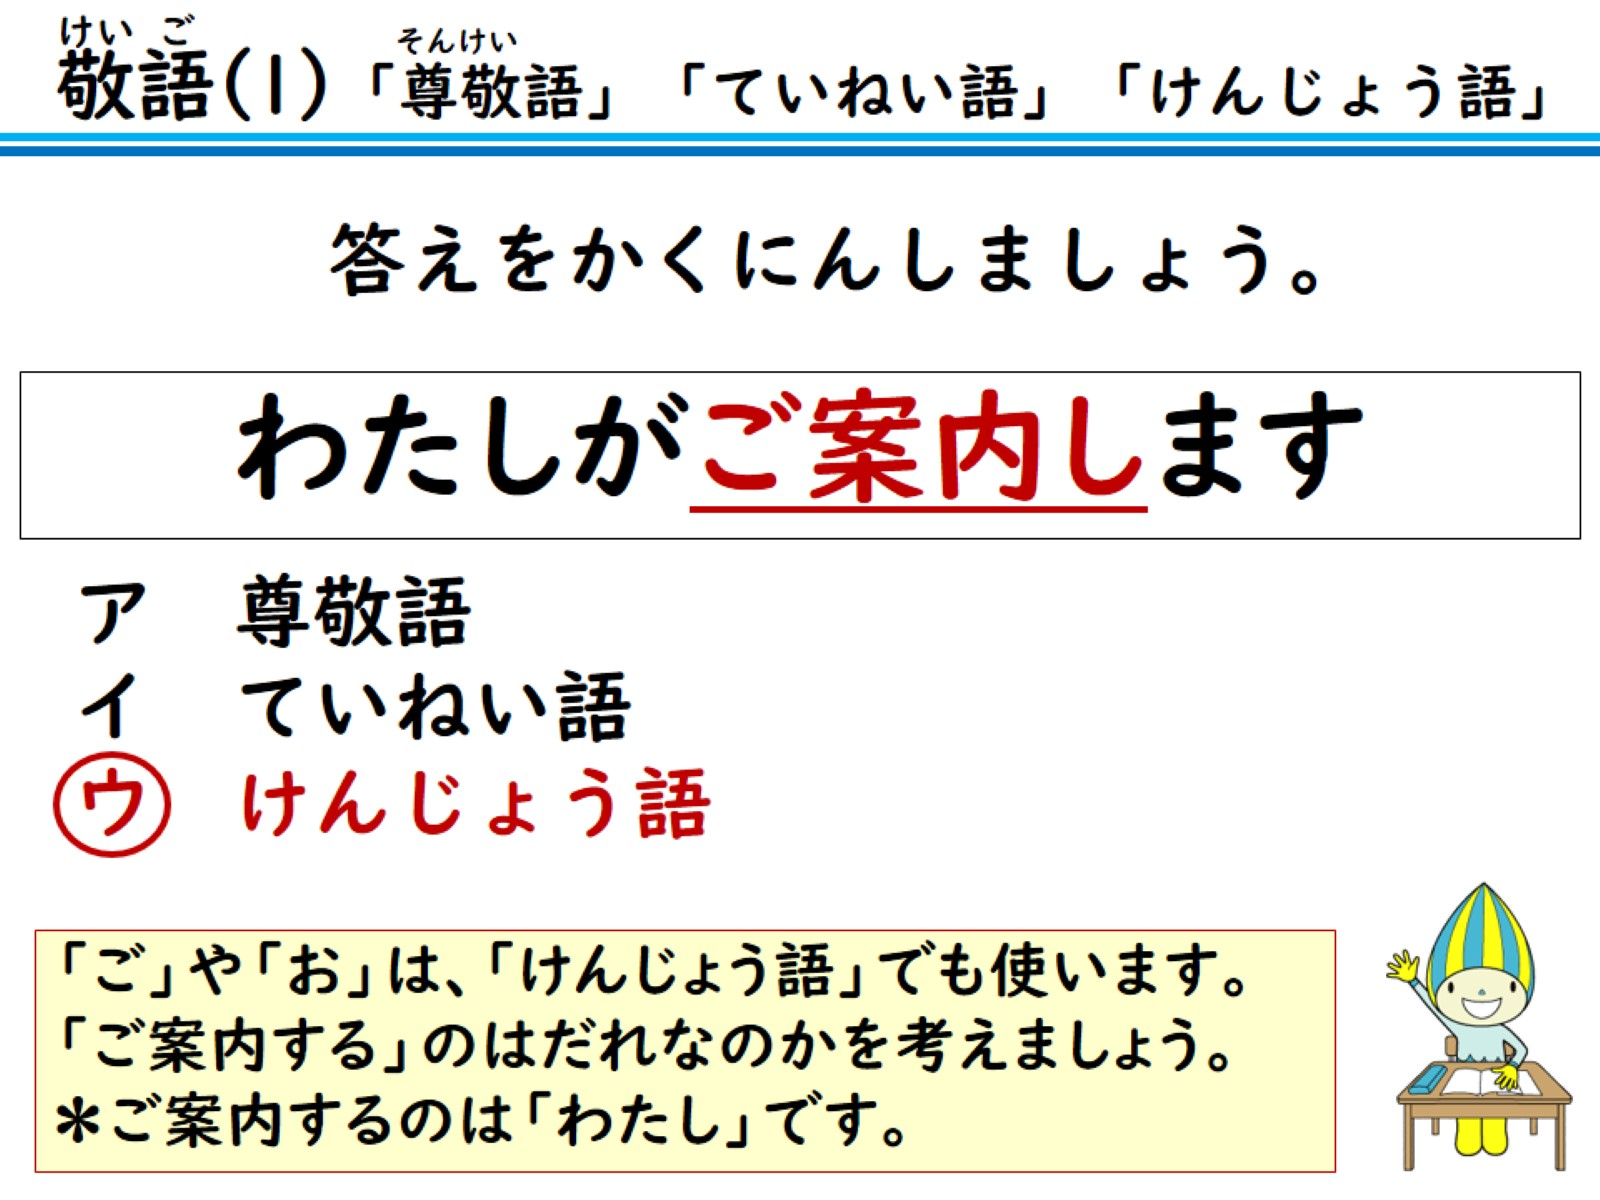 けい ご そんけい
敬語(1)「尊敬語」「ていねい語」「けんじょう語」
答えをかくにんしましょう。
わたしがご案内します
ア 尊敬語
イ ていねい語
ウ けんじょう語
「ご」や「お」は、「けんじょう語」でも使います。
「ご案内する」のはだれなのかを考えましょう。
＊ご案内するのは「わたし」です。